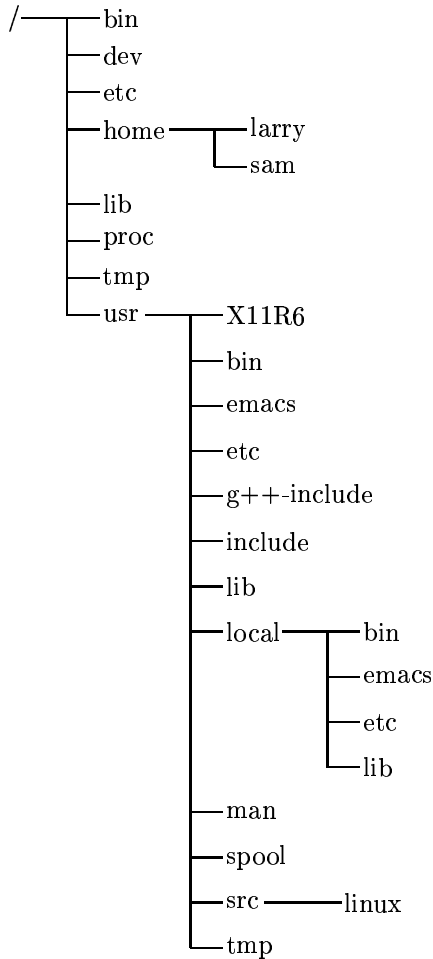 / bin
dev
etc
home larry
sam
lib
proc
tmp
usr X11R6
bin
emacs
etc
g++-include
include
lib
local bin
emacs
etc
lib
man
spool
src linux
tmp